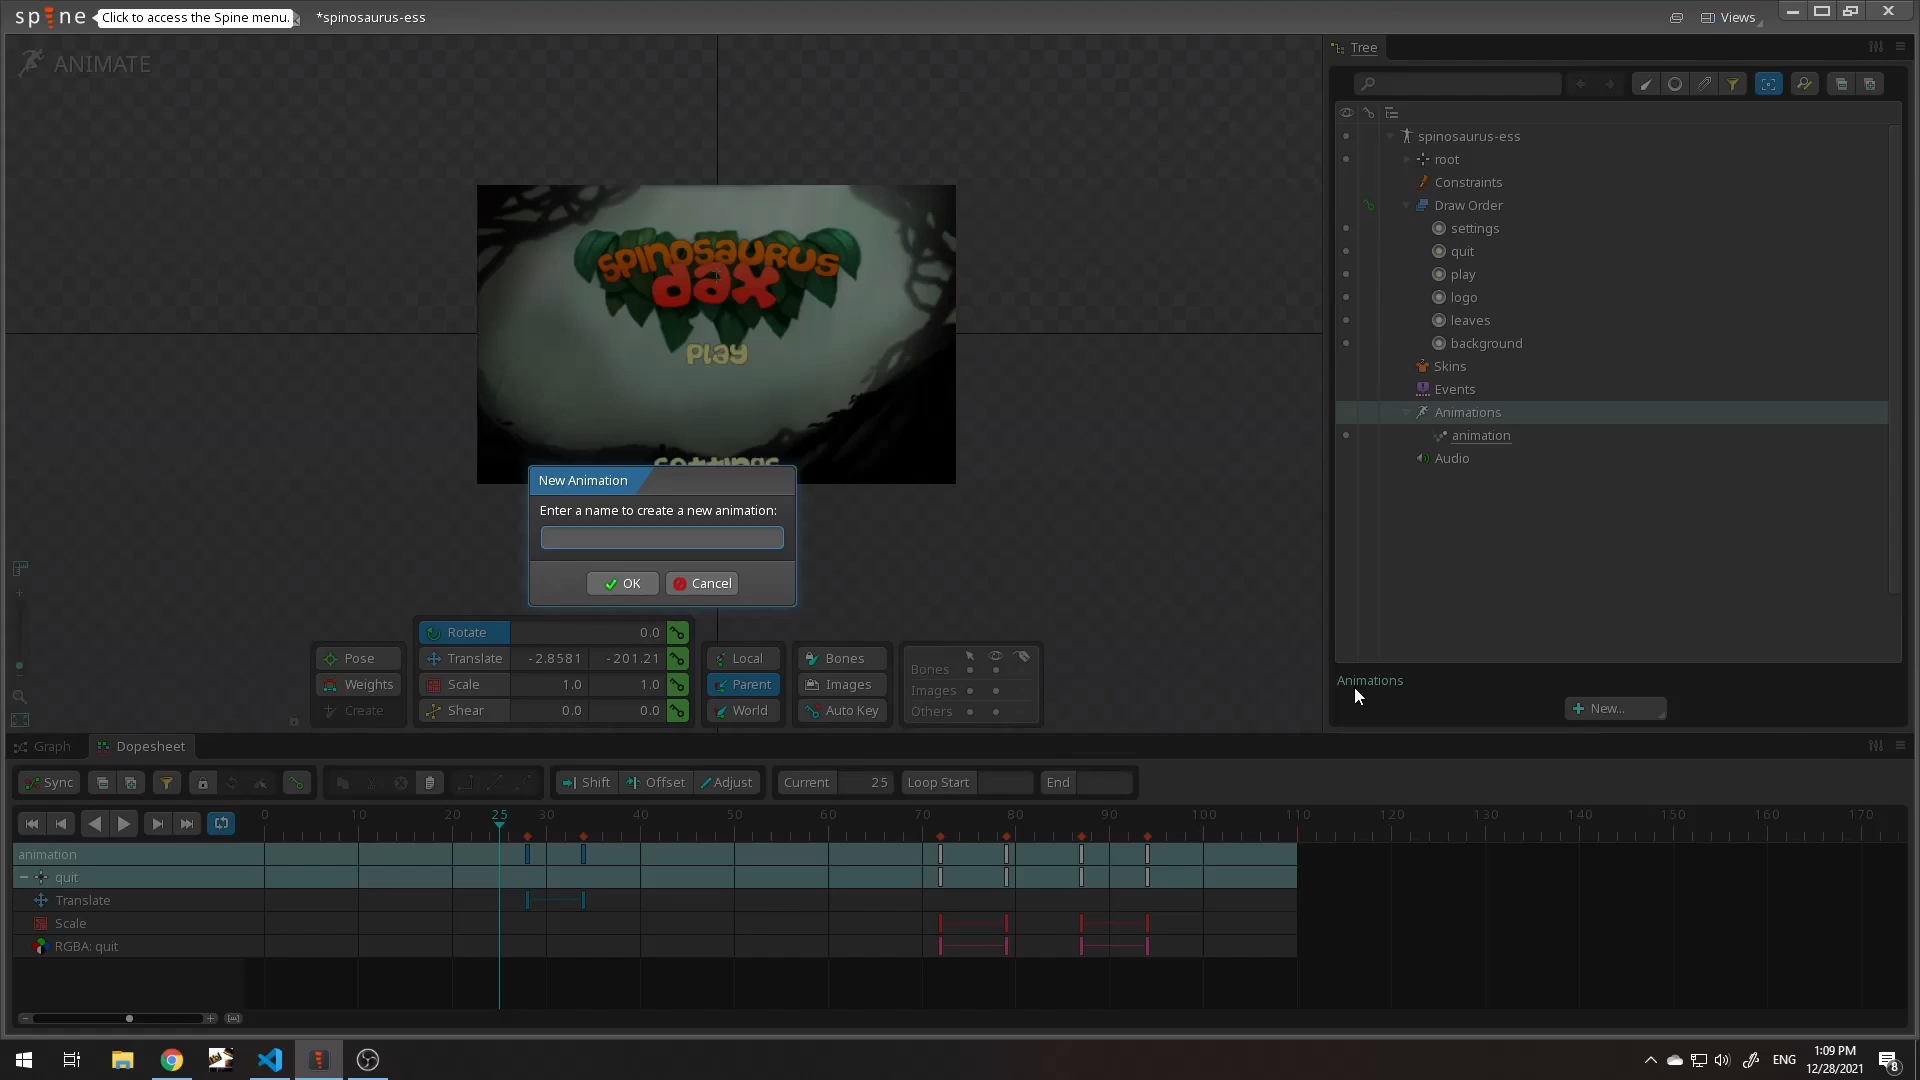 spine
Click to access the Spine menu.
*spinosaurus-ess
Views
ANIMATE
Tree
spinosaurus-ess
root
Constraints
Draw Order
settings
quit
play
logo
leaves
background
Skins
Events
Animations
animation
Audio
Animations
New...
SPINOSAURUS
dax
play
settings
New Animation
Enter a name to create a new animation:
OK
Cancel
Rotate 0.0
Pose Translate -2.8581 -201.21 Local Bones
Weights Scale 1.0 1.0 Parent Images
Create Shear 0.0 0.0 World Auto Key
Bones
Images
Others
Graph Dopesheet
Sync Shift Offset Adjust Current 25 Loop Start End
0 10 20 25 30 40 50 60 70 80 90 100 110 120 130 140 150 160 170
animation
quit
Translate
Scale
RGBA: quit
ENG
1:09 PM
12/28/2021
8